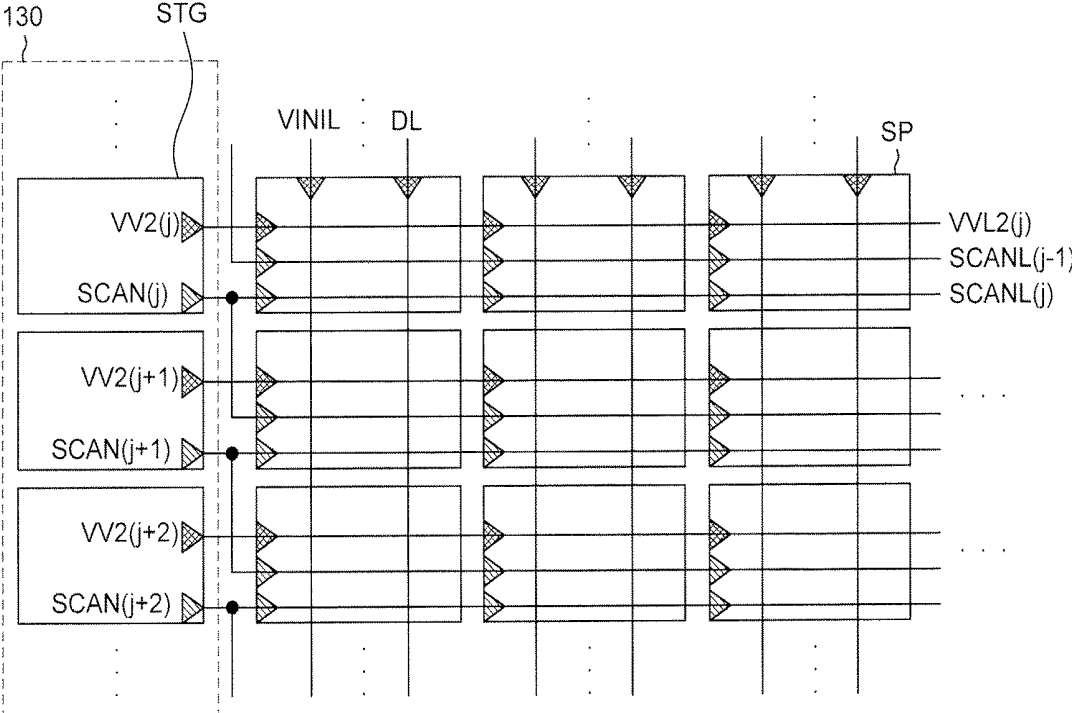 130
STG
VINIL
DL
SP
VV2(j)
VVL2(j)
SCANL(j-1)
SCAN(j)
SCANL(j)
VV2(j+1)
SCAN(j+1)
VV2(j+2)
SCAN(j+2)